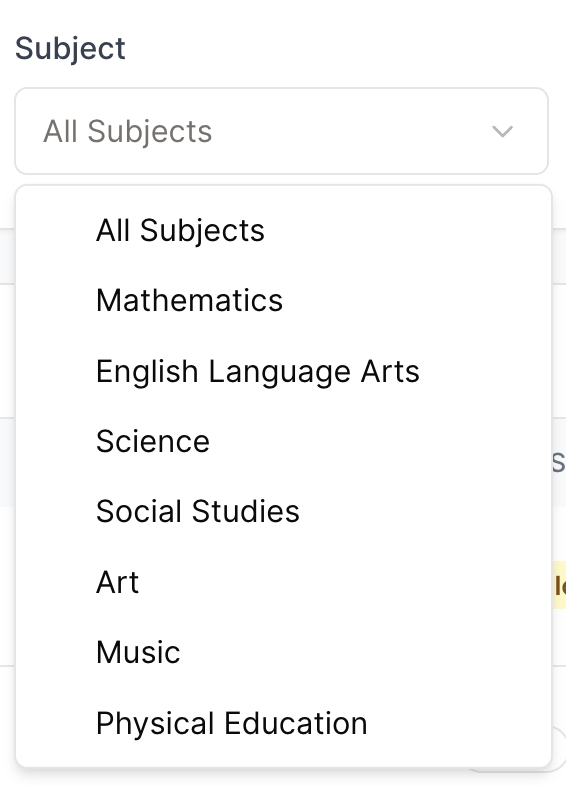 Subject
All Subjects
All Subjects
Mathematics
English Language Arts
Science
Social Studies
Art
Music
Physical Education